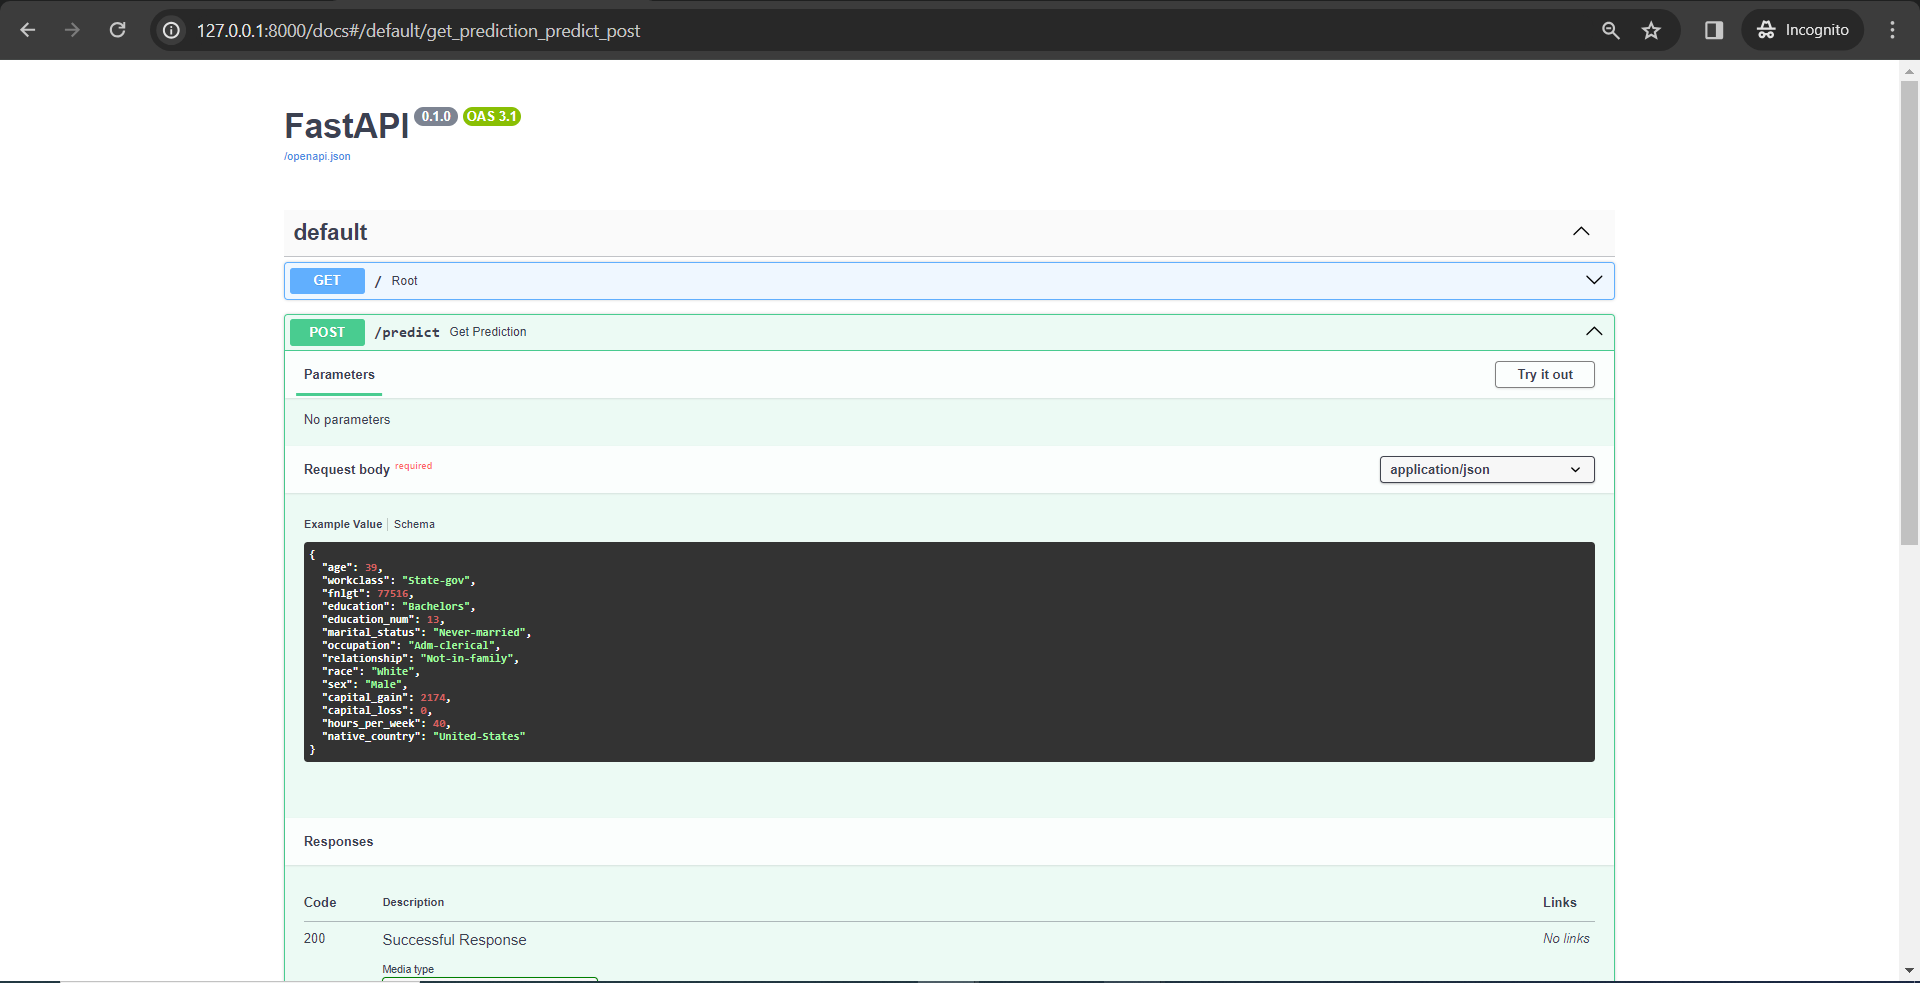 127.0.0.1:8000/docs#/default/get_prediction_predict_post
Incognito
FastAPI 0.1.0 OAS 3.1
/openapi.json
default
GET / Root
POST /predict Get Prediction
Parameters
Try it out
No parameters
Request body required
application/json
Example Value | Schema
{
"age": 39,
"workclass": "State-gov",
"fnlgt": 77516,
"education": "Bachelors",
"education_num": 13,
"marital_status": "Never-married",
"occupation": "Adm-clerical",
"relationship": "Not-in-family",
"race": "White",
"sex": "Male",
"capital_gain": 2174,
"capital_loss": 0,
"hours_per_week": 40,
"native_country": "United-States"
}
Responses
Code Description Links
200 Successful Response No links
Media type